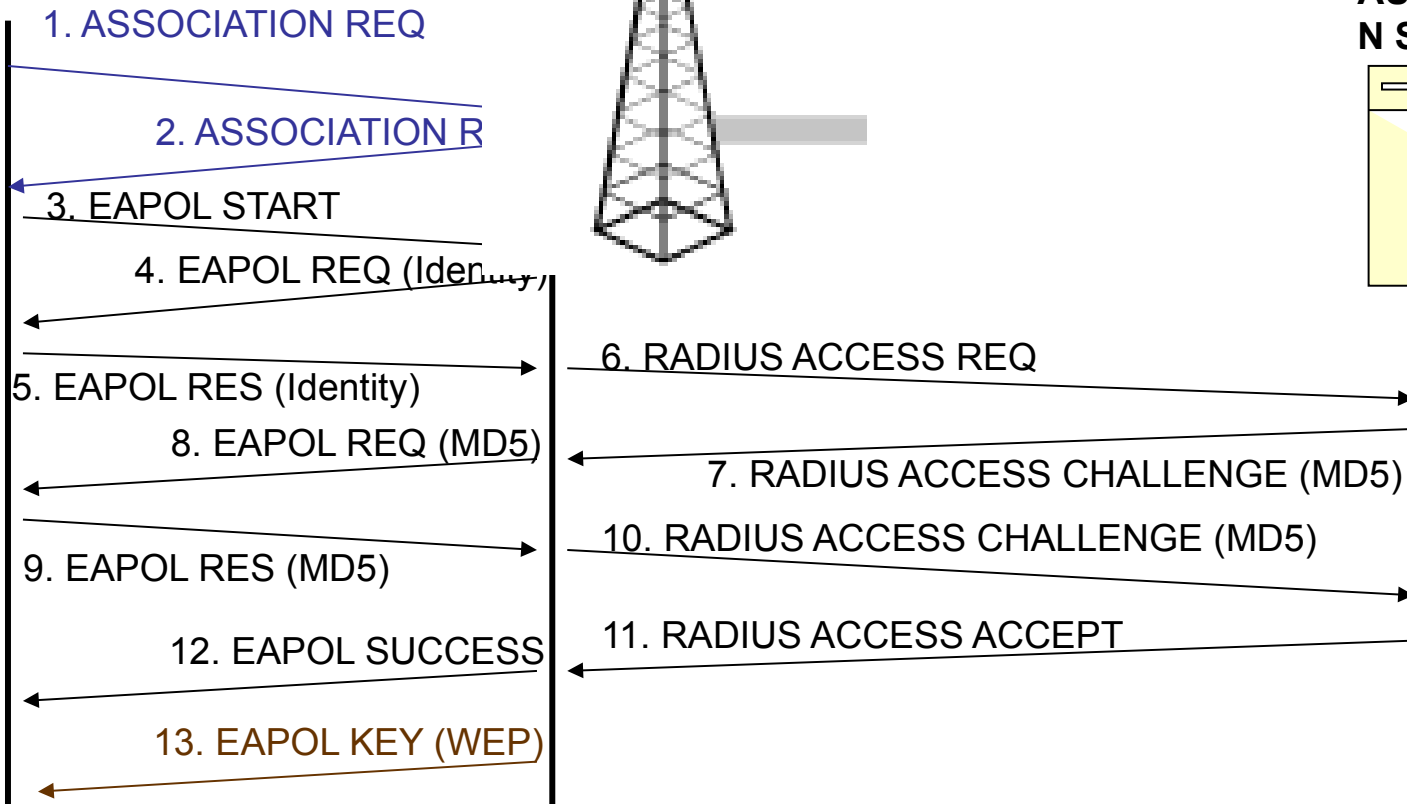 1. ASSOCIATION REQ
2. ASSOCIATION R
3. EAPOL START
4. EAPOL REQ (Identity)
5. EAPOL RES (Identity)
6. RADIUS ACCESS REQ
7. RADIUS ACCESS CHALLENGE (MD5)
8. EAPOL REQ (MD5)
9. EAPOL RES (MD5)
10. RADIUS ACCESS CHALLENGE (MD5)
11. RADIUS ACCESS ACCEPT
12. EAPOL SUCCESS
13. EAPOL KEY (WEP)